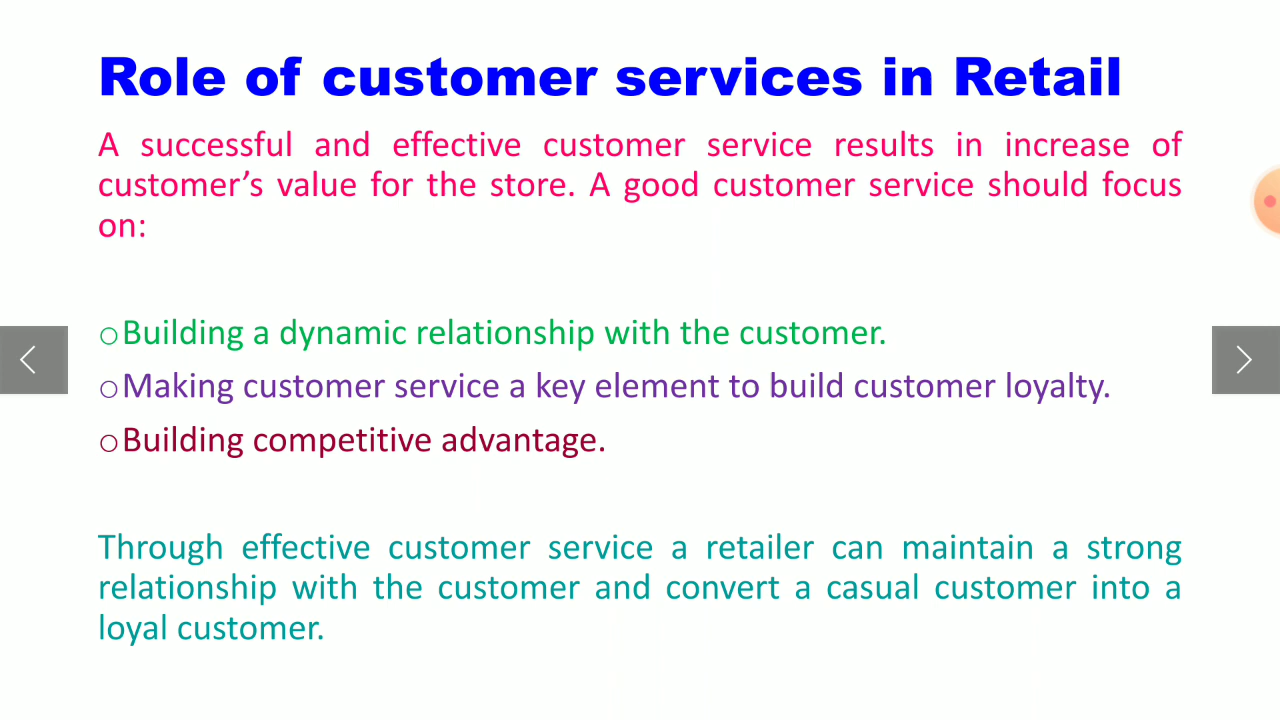 Role of customer services in Retail
A successful and effective customer service results in increase of
customer’s value for the store. A good customer service should focus
on:
oBuilding a dynamic relationship with the customer.
oMaking customer service a key element to build customer loyalty.
oBuilding competitive advantage.
Through effective customer service a retailer can maintain a strong
relationship with the customer and convert a casual customer into a
loyal customer.